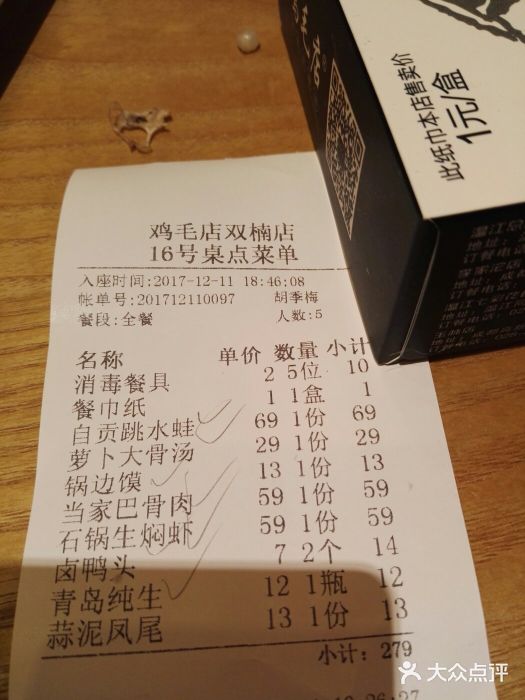 此纸巾本店售卖价
1元/盒
鸡毛店双楠店
16号桌点菜单
入座时间:2017-12-11 18:46:08
帐单号:201712110097 胡季梅
餐段:全餐 人数:5
名称 单价 数量 小计
消毒餐具 2 5位 10
餐巾纸 1 1盒 1
自贡跳水蛙 69 1份 69
萝卜大骨汤 29 1份 29
锅边馍 13 1份 13
当家巴骨肉 59 1份 59
石锅生焖虾 59 1份 59
卤鸭头 7 2个 14
青岛纯生 12 1瓶 12
蒜泥凤尾 13 1份 13
小计: 279
大众点评